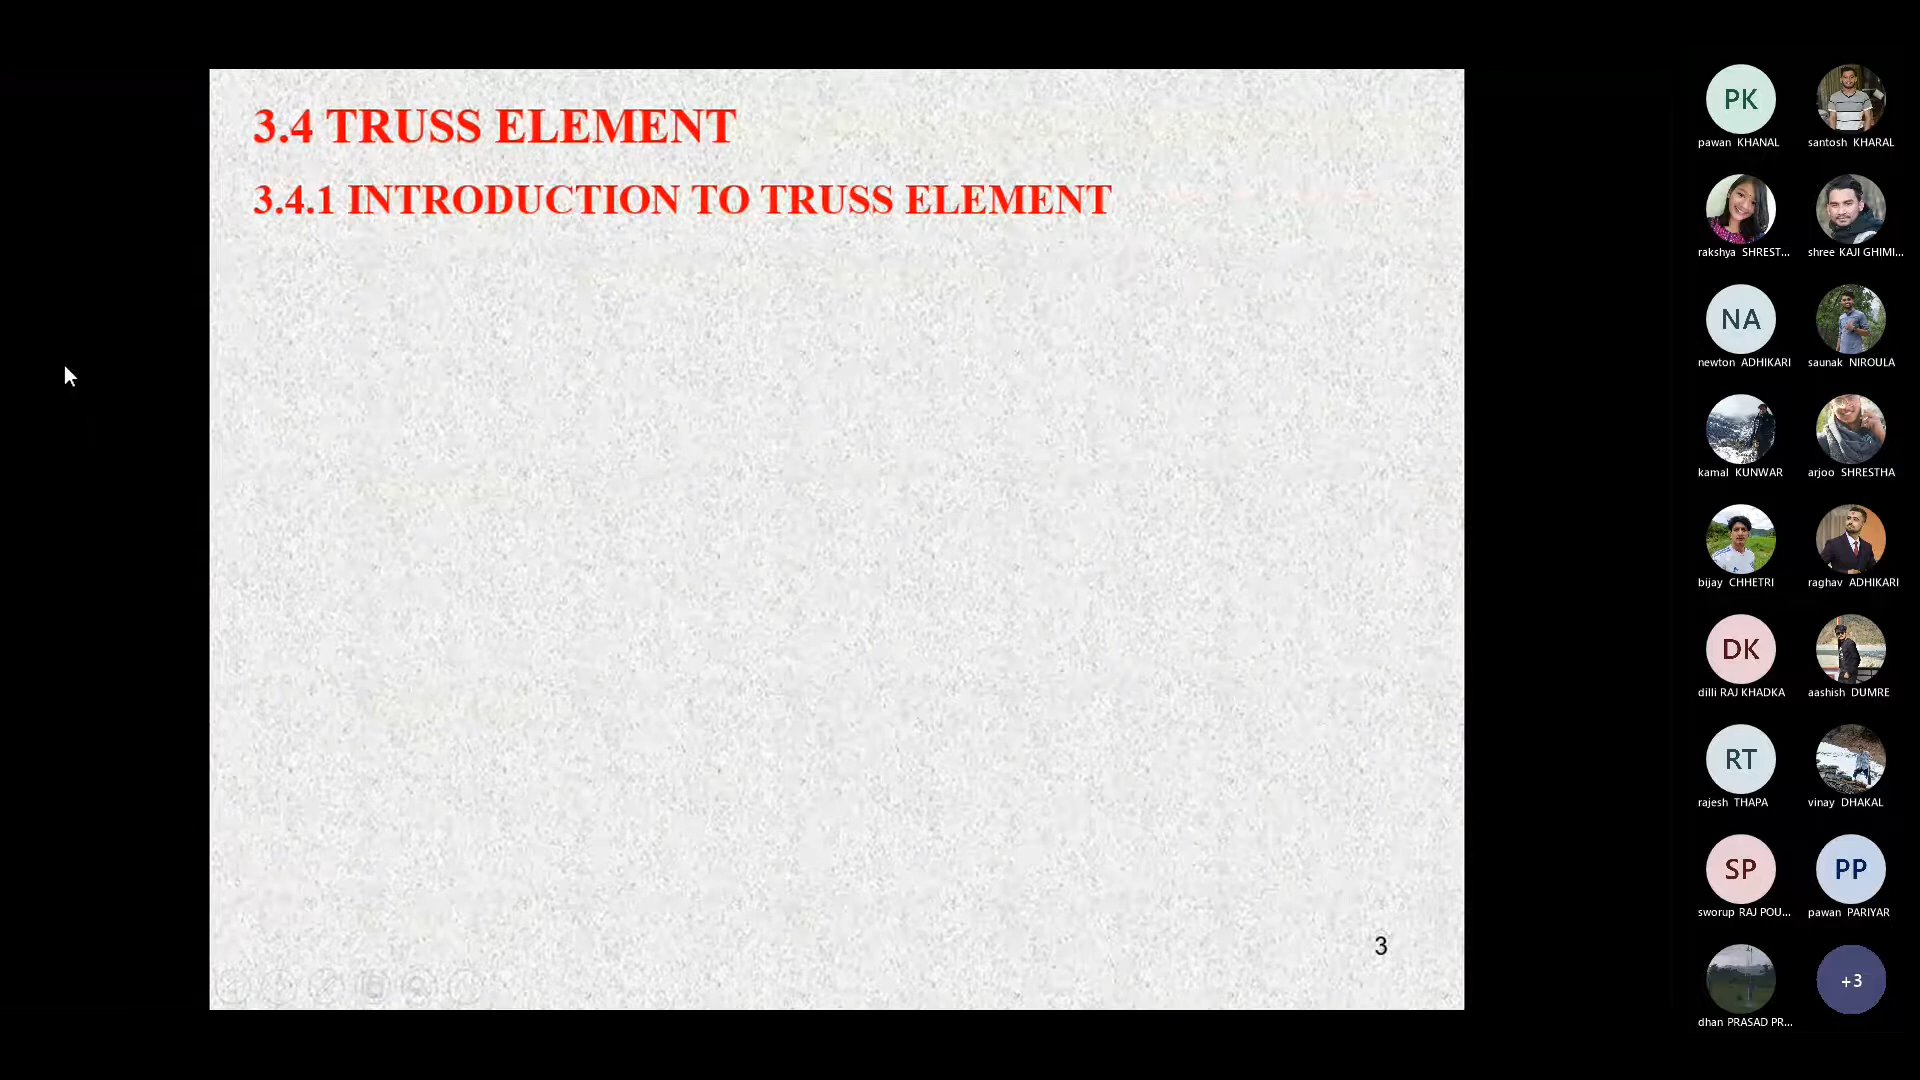 3.4 TRUSS ELEMENT
3.4.1 INTRODUCTION TO TRUSS ELEMENT
3
PK
pawan KHANAL
santosh KHARAL
rakshya SHREST...
shree KAJI GHIMI...
NA
newton ADHIKARI
saunak NIROULA
kamal KUNWAR
arjoo SHRESTHA
bijay CHHETRI
raghav ADHIKARI
DK
dilli RAJ KHADKA
aashish DUMRE
RT
rajesh THAPA
vinay DHAKAL
SP
PP
sworup RAJ POU...
pawan PARIYAR
+3
dhan PRASAD PR...